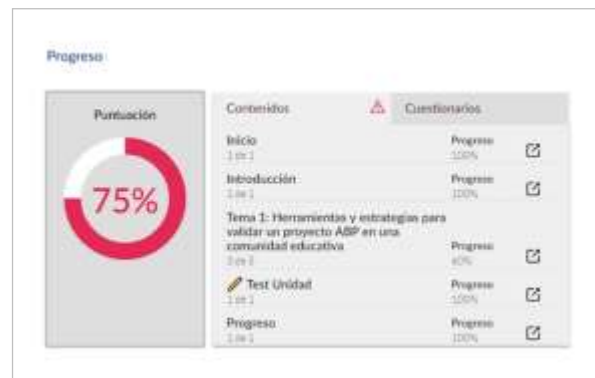 Progreso
Puntuación
75%
Contenidos
Cuestionarios
Inicio
1 de 1
Progreso
100%
Introducción
1 de 1
Progreso
100%
Tema 1: Herramientas y estrategias para
validar un proyecto ABP en una
comunidad educativa
Progreso
Test Unidad
1 de 1
Progreso
100%
Progreso
1 de 1
Progreso
100%